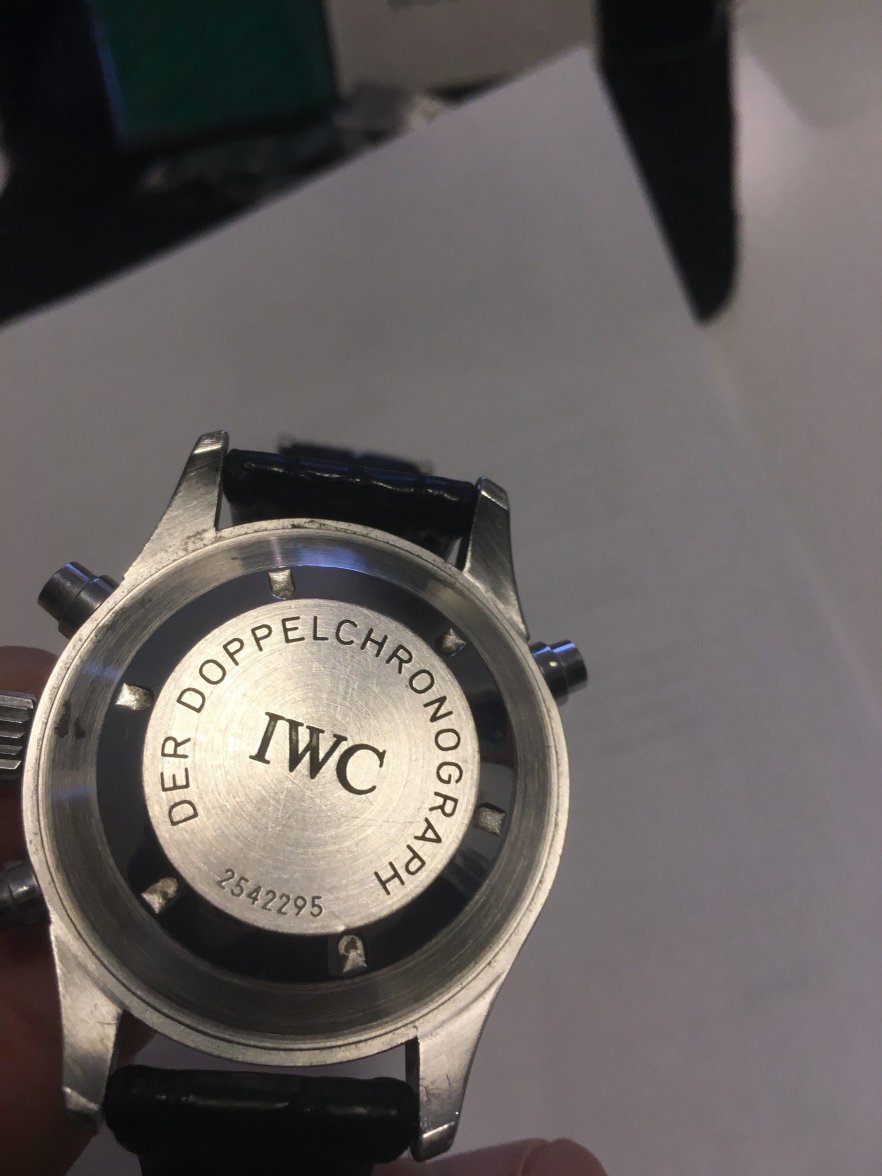 DER DOPPELCHRONOGRAPH
IWC
2542295